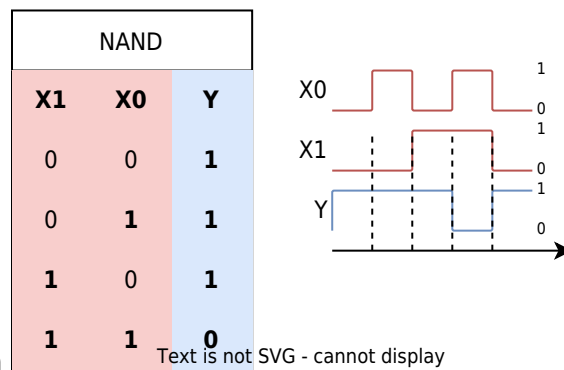 NAND
X1 X0 Y
0 0 1
0 1 1
1 0 1
1 1 0
X0 1
0
X1 1
0
Y 1
0
Text is not SVG - cannot display